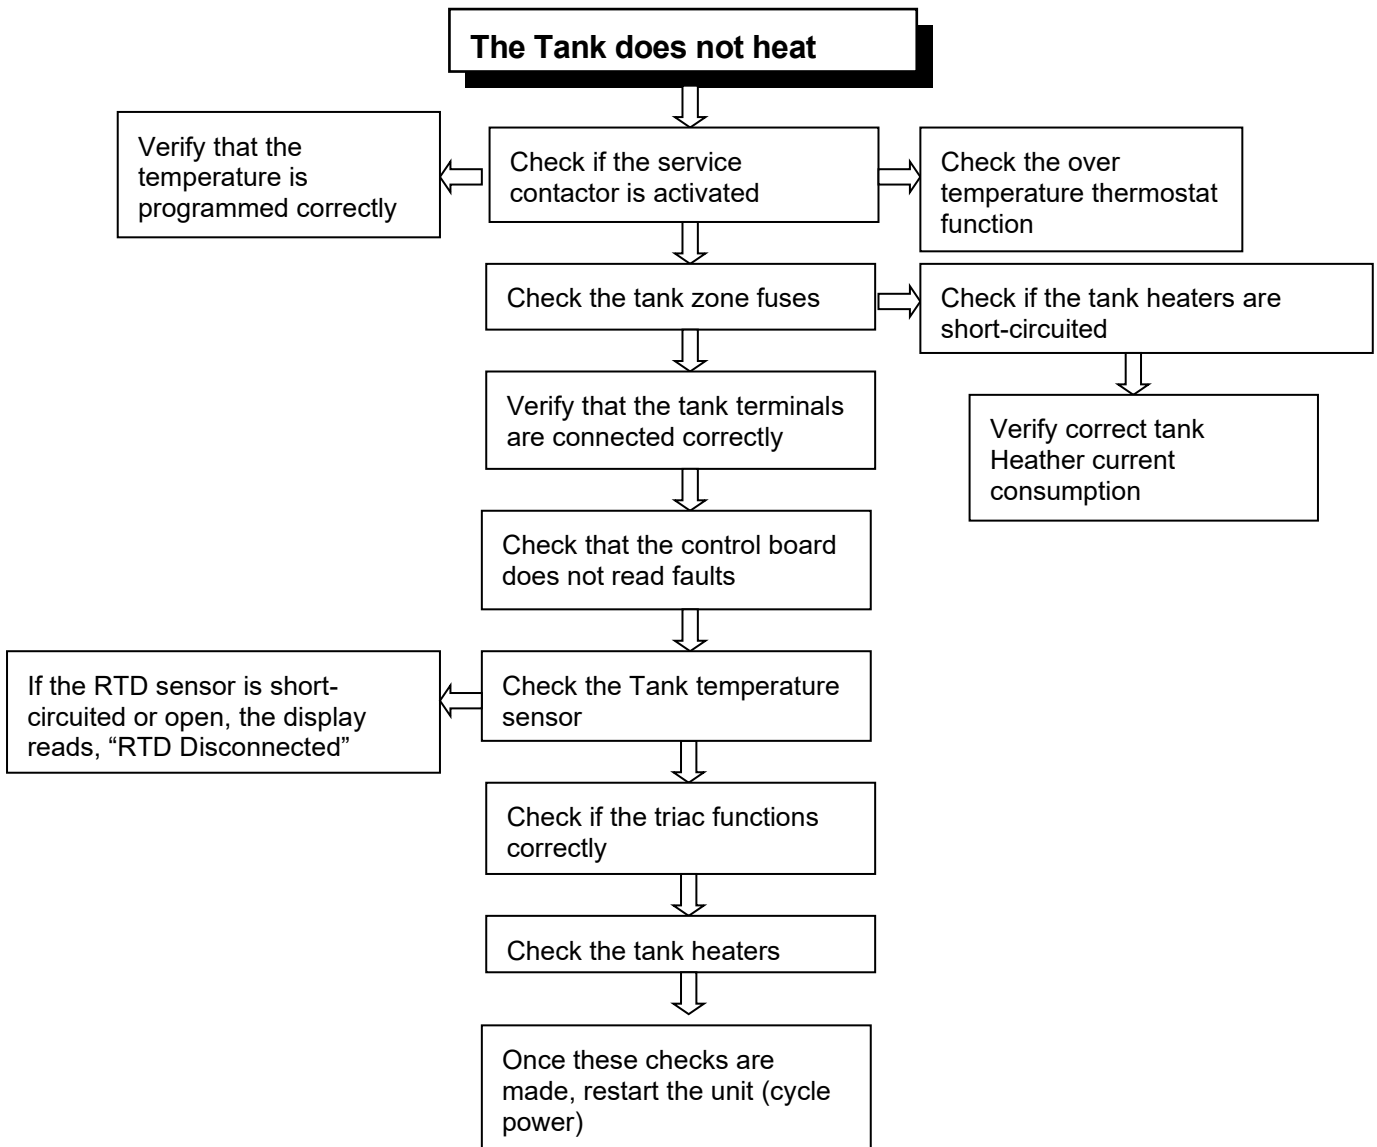 The Tank does not heat
Verify that the
temperature is
programmed correctly
Check if the service
contactor is activated
Check the over
temperature thermostat
function
Check the tank zone fuses
Check if the tank heaters are
short-circuited
Verify that the tank terminals
are connected correctly
Verify correct tank
Heather current
consumption
Check that the control board
does not read faults
If the RTD sensor is short-
circuited or open, the display
reads, “RTD Disconnected”
Check the Tank temperature
sensor
Check if the triac functions
correctly
Check the tank heaters
Once these checks are
made, restart the unit (cycle
power)